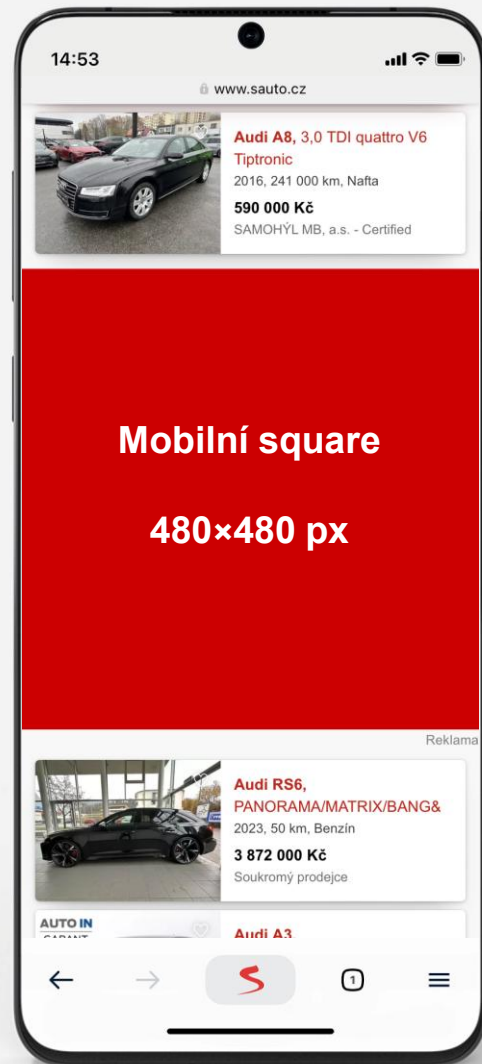 14:53
www.sauto.cz
Audi A8, 3,0 TDI quattro V6
Tiptronic
2016, 241 000 km, Nafta
590 000 Kč
SAMOHÝL MB, a.s. - Certified
Mobilní square
480×480 px
Reklama
Audi RS6,
PANORAMA/MATRIX/BANG&
2023, 50 km, Benzín
3 872 000 Kč
Soukromý prodejce
AUTO IN
Audi A3
1